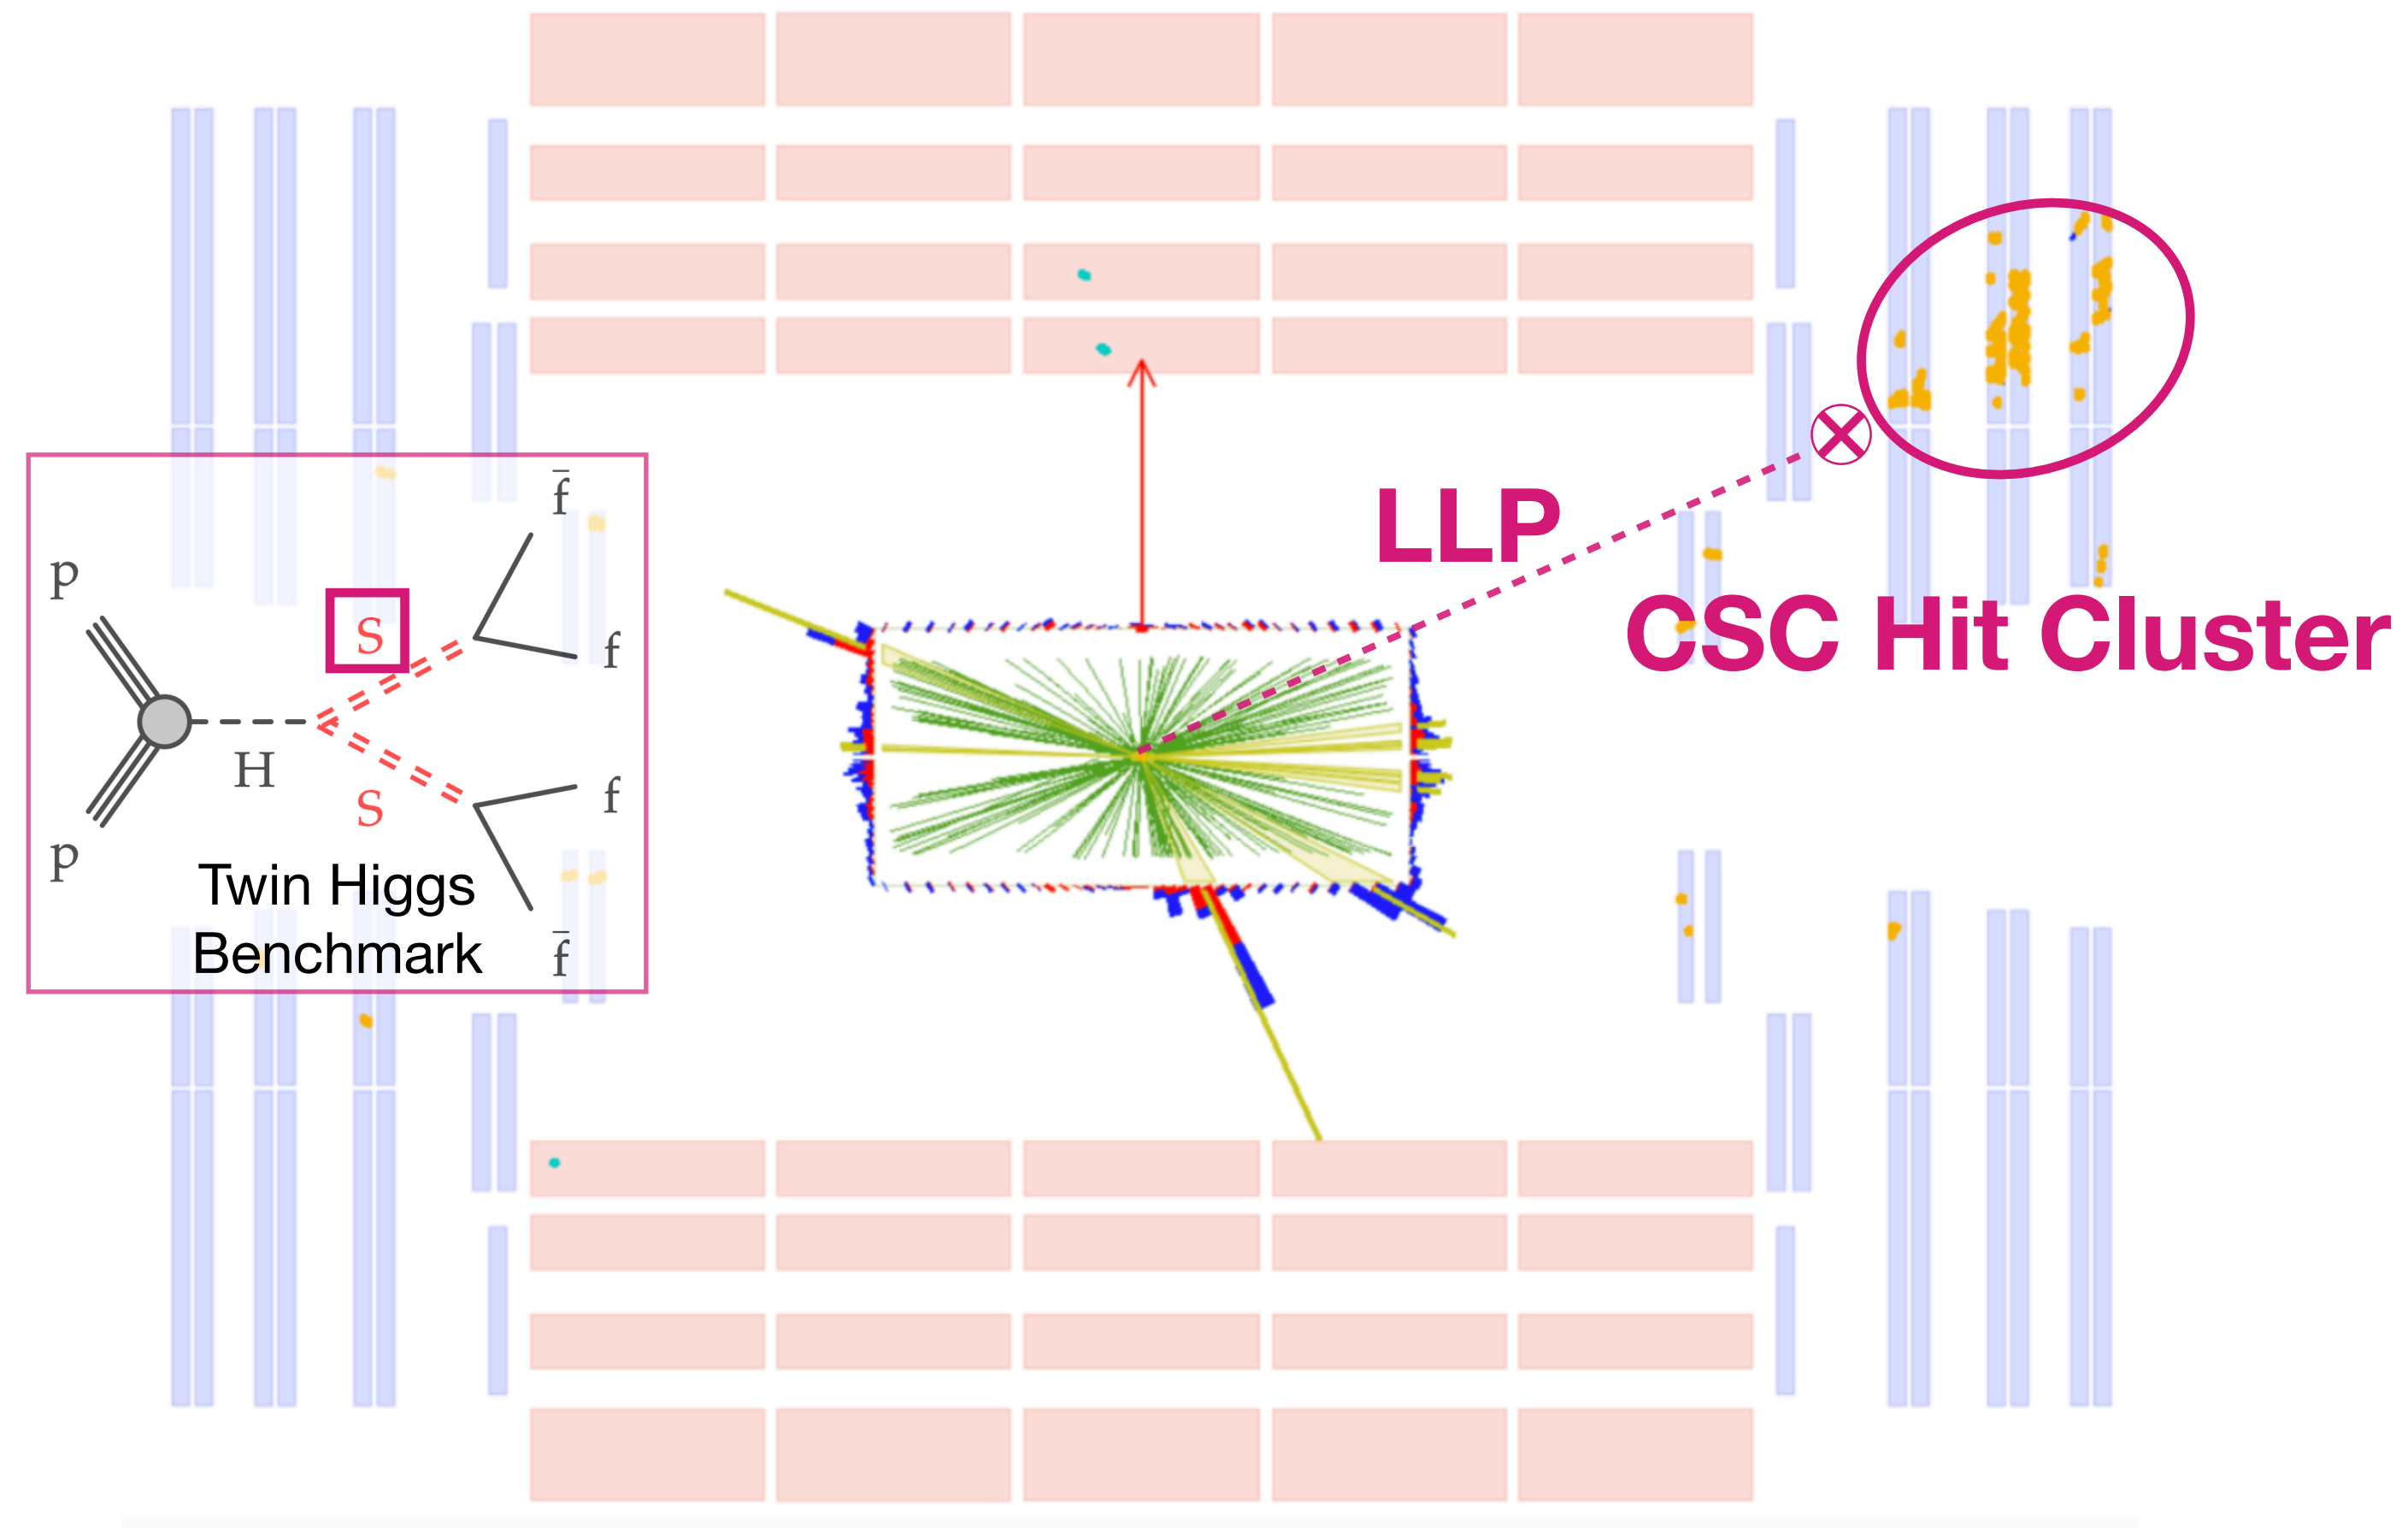 LLP
CSC Hit Cluster
f̄
p
S
f
H
S
f
p
Twin Higgs
Benchmark
f̄